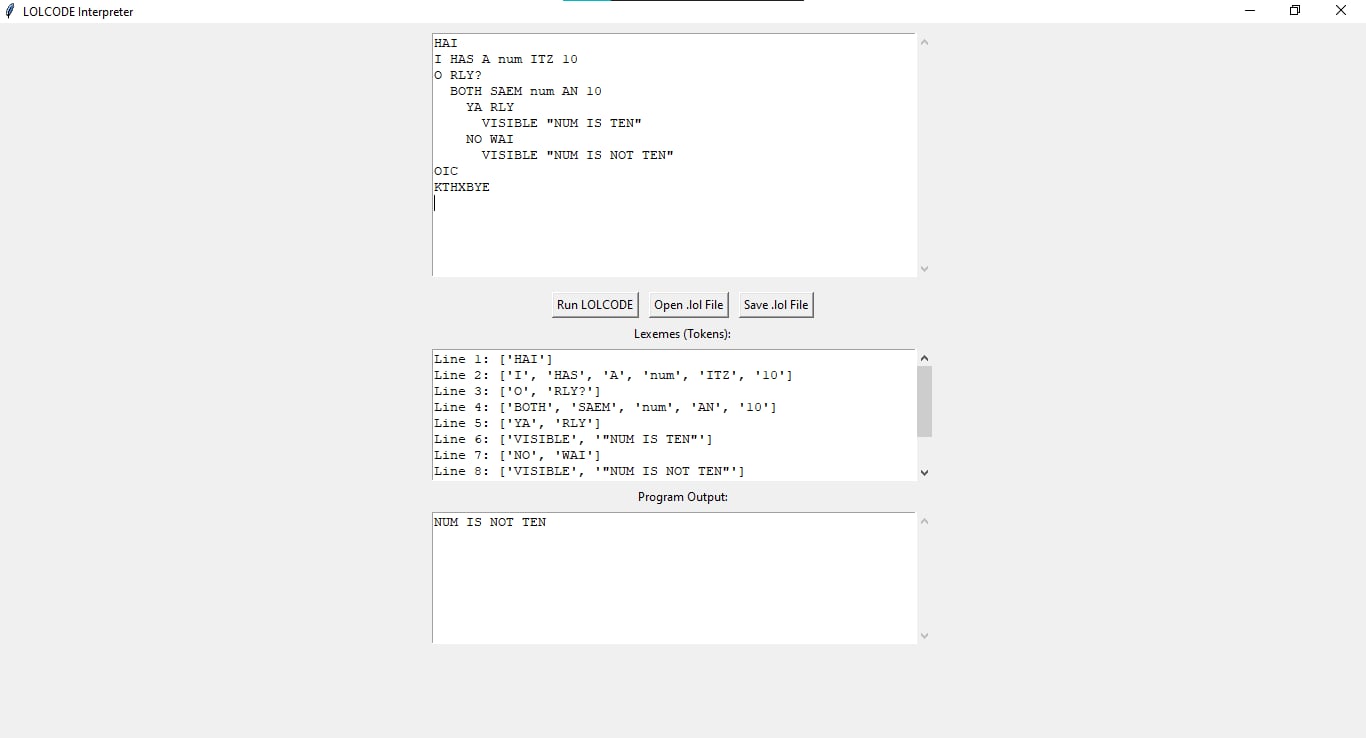 LOLCODE Interpreter
HAI
I HAS A num ITZ 10
O RLY?
  BOTH SAEM num AN 10
    YA RLY
      VISIBLE "NUM IS TEN"
    NO WAI
      VISIBLE "NUM IS NOT TEN"
OIC
KTHXBYE
Run LOLCODE Open .lol File Save .lol File
Lexemes (Tokens):
Line 1: ['HAI']
Line 2: ['I', 'HAS', 'A', 'num', 'ITZ', '10']
Line 3: ['O', 'RLY?']
Line 4: ['BOTH', 'SAEM', 'num', 'AN', '10']
Line 5: ['YA', 'RLY']
Line 6: ['VISIBLE', '"NUM IS TEN"']
Line 7: ['NO', 'WAI']
Line 8: ['VISIBLE', '"NUM IS NOT TEN"']
Program Output:
NUM IS NOT TEN